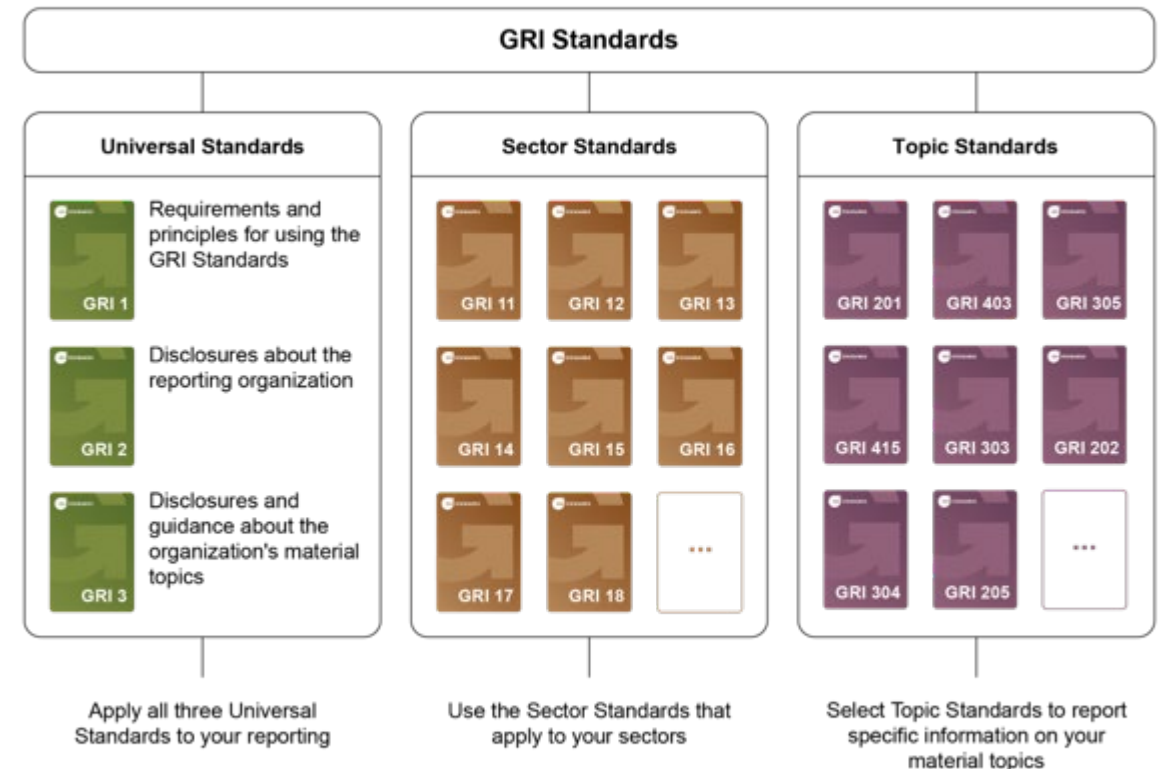 GRI Standards
Universal Standards
Requirements and
principles for using the
GRI Standards
GRI 1
Disclosures about the
reporting organization
GRI 2
Disclosures and
guidance about the
organization's material
topics
GRI 3
Apply all three Universal
Standards to your reporting
Sector Standards
GRI 11 GRI 12 GRI 13
GRI 14 GRI 15 GRI 16
GRI 17 GRI 18 ...
Use the Sector Standards that
apply to your sectors
Topic Standards
GRI 201 GRI 403 GRI 305
GRI 415 GRI 303 GRI 202
GRI 304 GRI 205 ...
Select Topic Standards to report
specific information on your
material topics